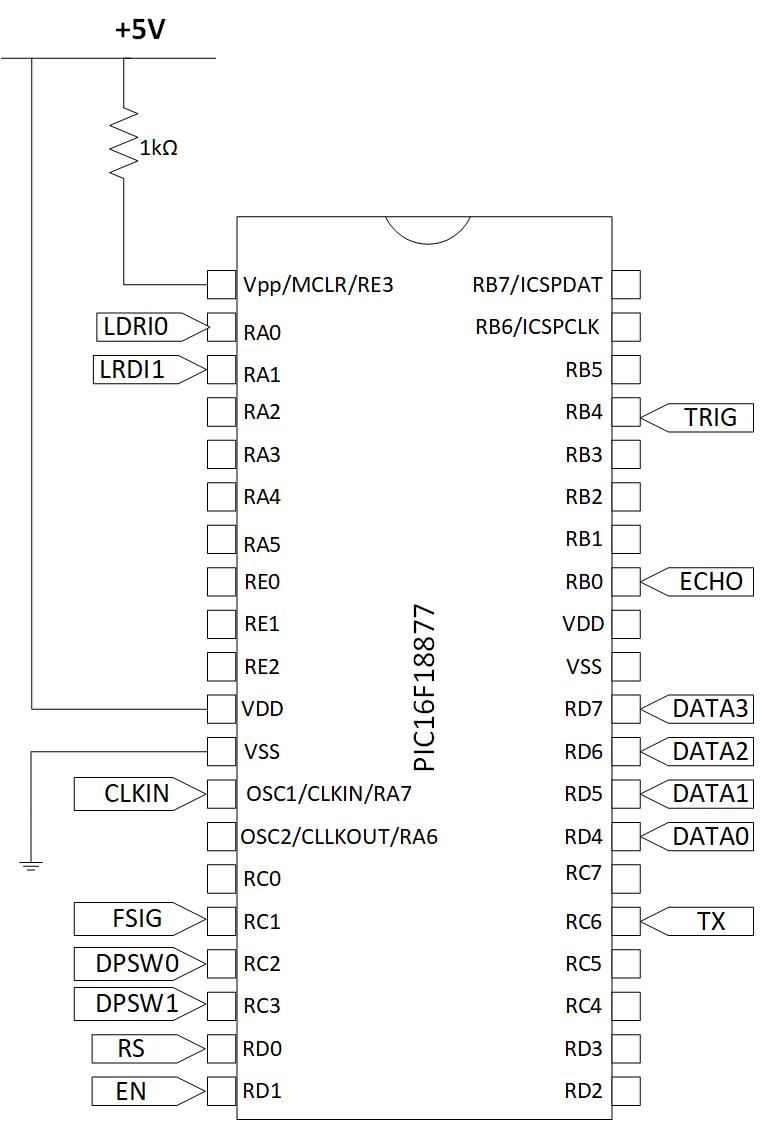 +5V
1kΩ
Vpp/MCLR/RE3
RB7/ICSPDAT
LDRI0
RA0
RB6/ICSPCLK
LRDI1
RA1
RB5
RA2
RB4
TRIG
RA3
RB3
RA4
RB2
RA5
RB1
RE0
RB0
ECHO
RE1
VDD
RE2
VSS
PIC16F18877
VDD
RD7
DATA3
VSS
RD6
DATA2
CLKIN
OSC1/CLKIN/RA7
RD5
DATA1
OSC2/CLLKOUT/RA6
RD4
DATA0
RC0
RC7
FSIG
RC1
RC6
TX
DPSW0
RC2
RC5
DPSW1
RC3
RC4
RS
RD0
RD3
EN
RD1
RD2